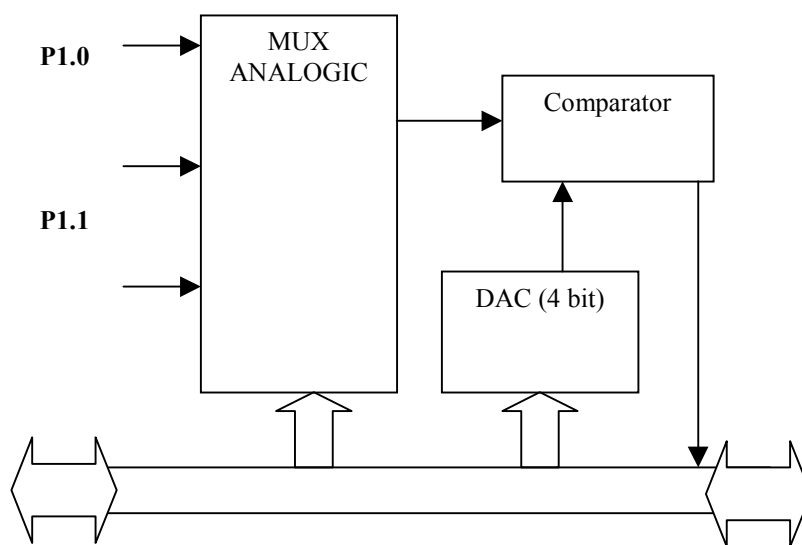 P1.0
MUX
ANALOGIC
Comparator
P1.1
DAC (4 bit)